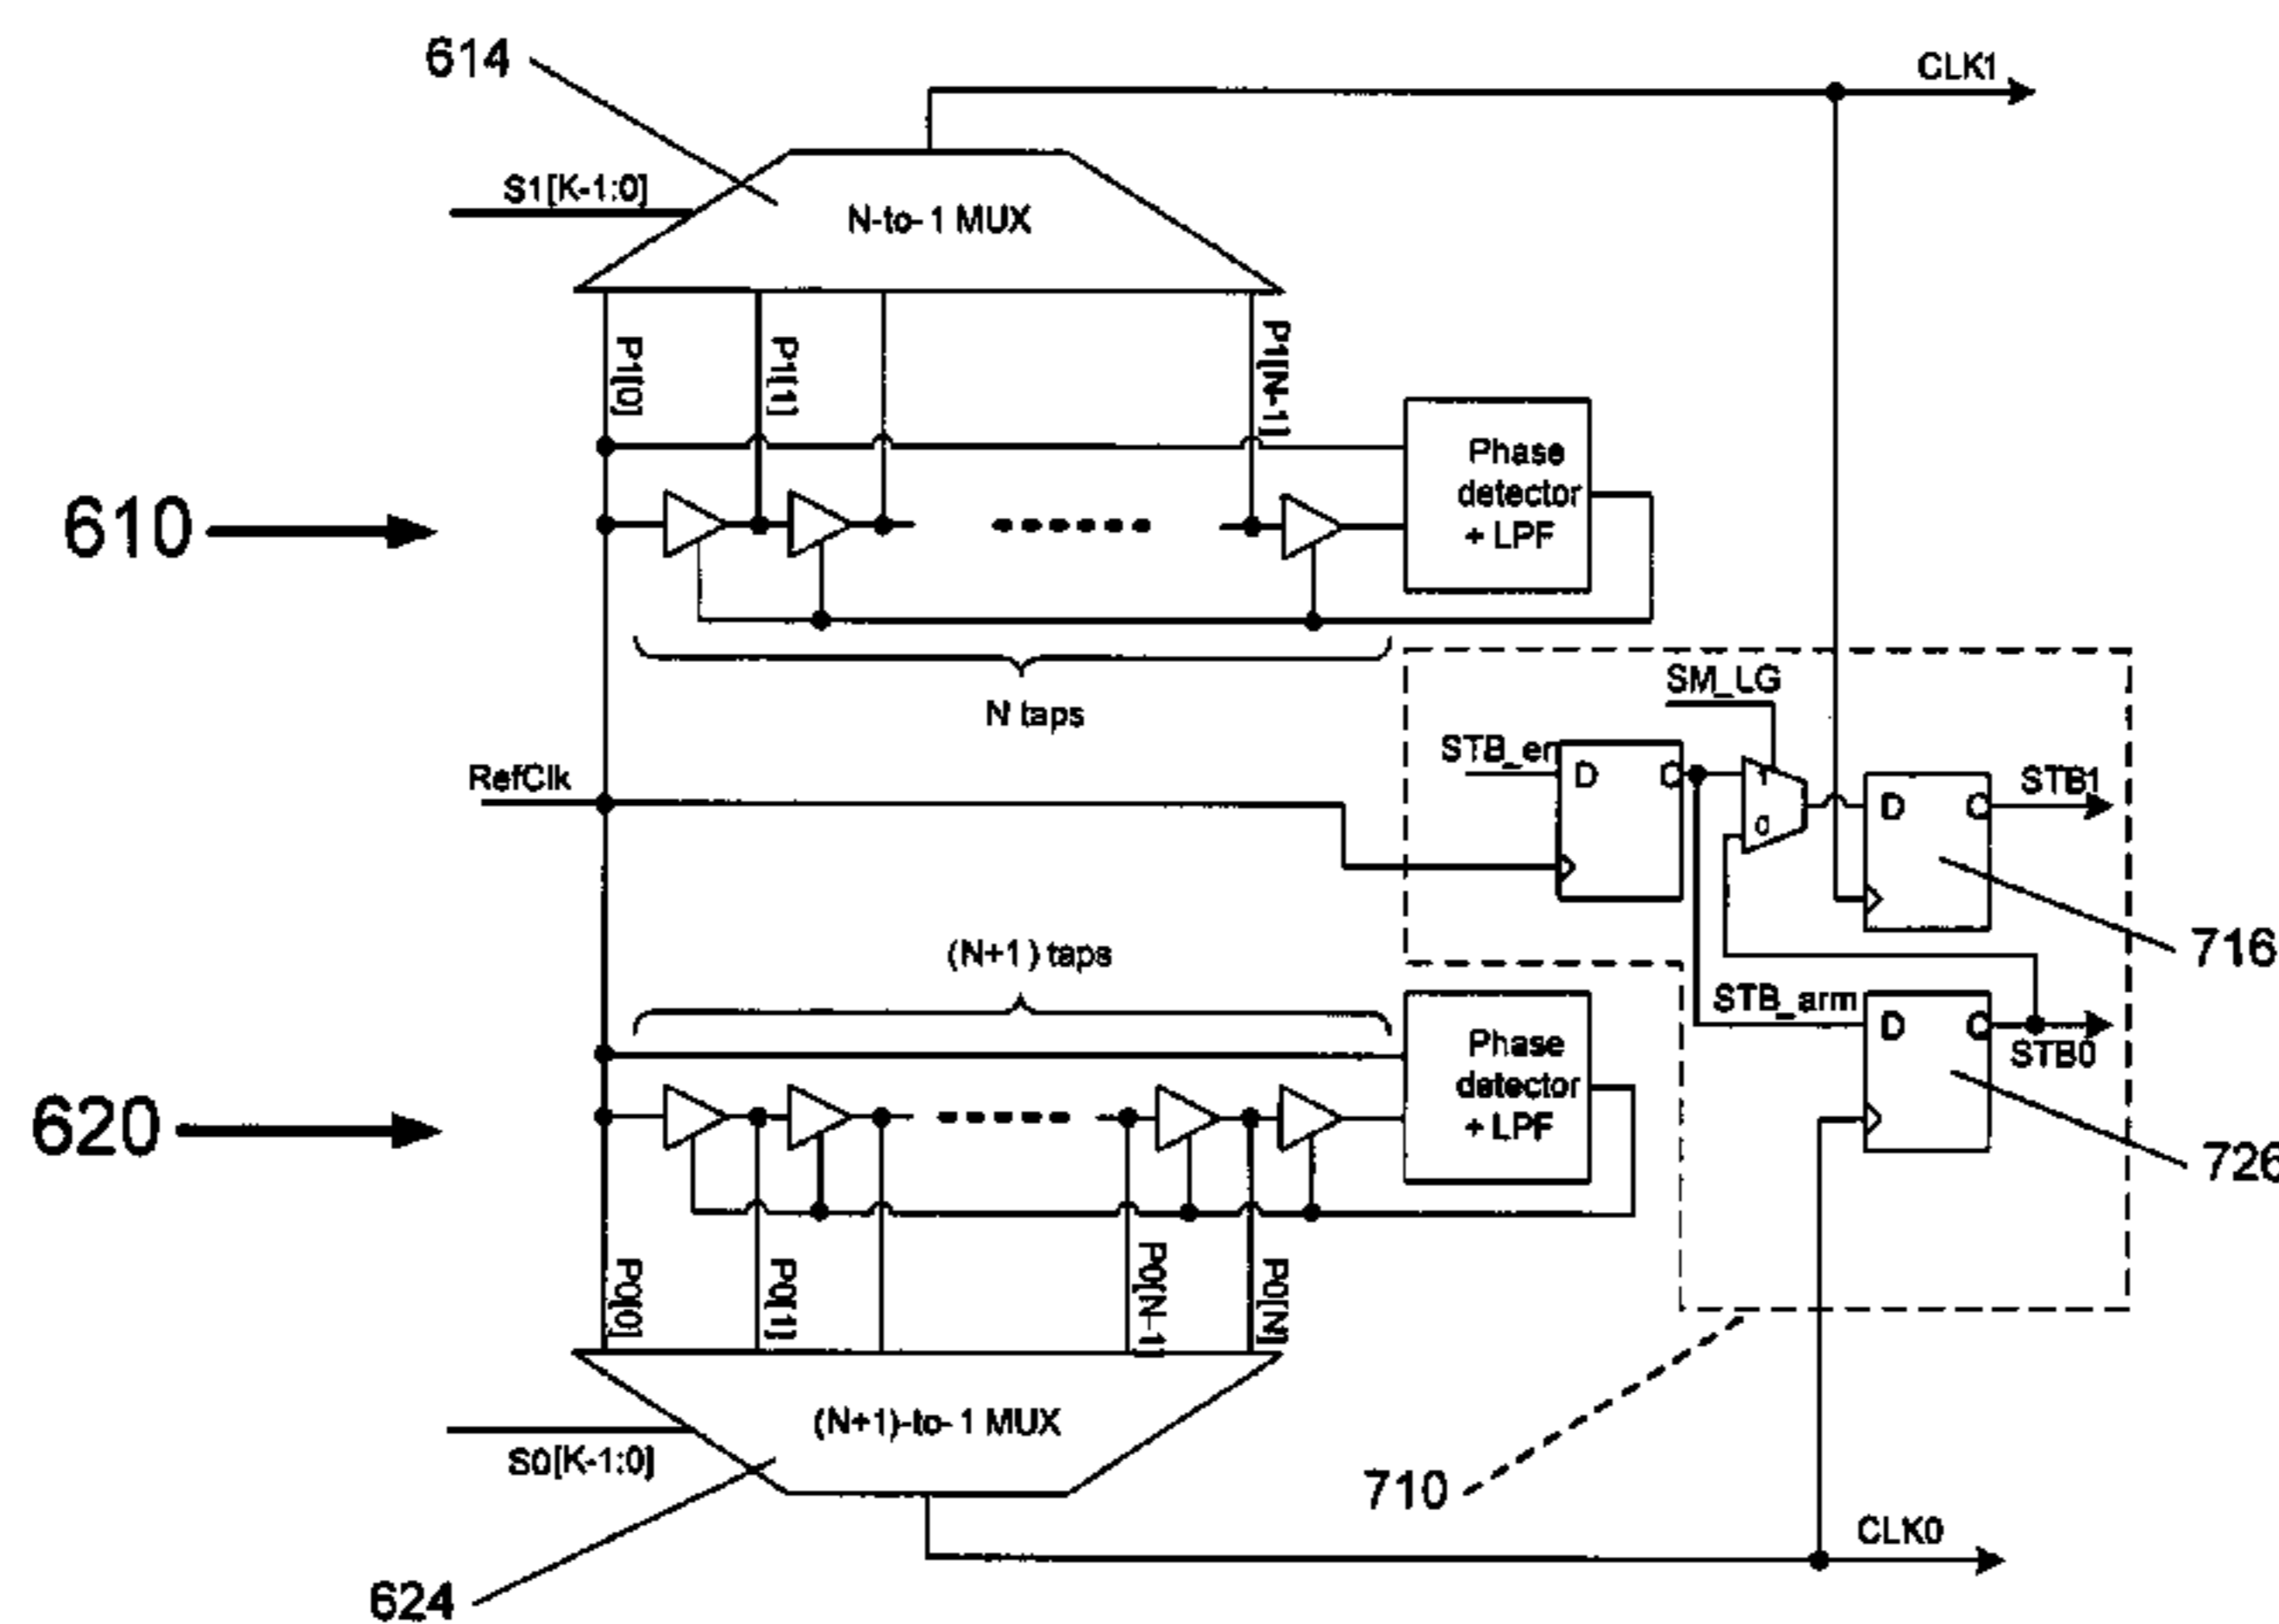 614
CLK1
S1[K-1:0]
N-to-1 MUX
P1[0]
P1[1]
P1[N-1]
Phase
detector
+ LPF
610
N taps
SM_LG
STB_en
D
Q
1
0
D
Q
STB1
RefClk
716
(N+1) taps
STB_arm
D
Q
STB0
Phase
detector
+ LPF
620
726
P0[0]
P0[1]
P0[N-1]
P0[N]
(N+1)-to-1 MUX
S0[K-1:0]
710
CLK0
624